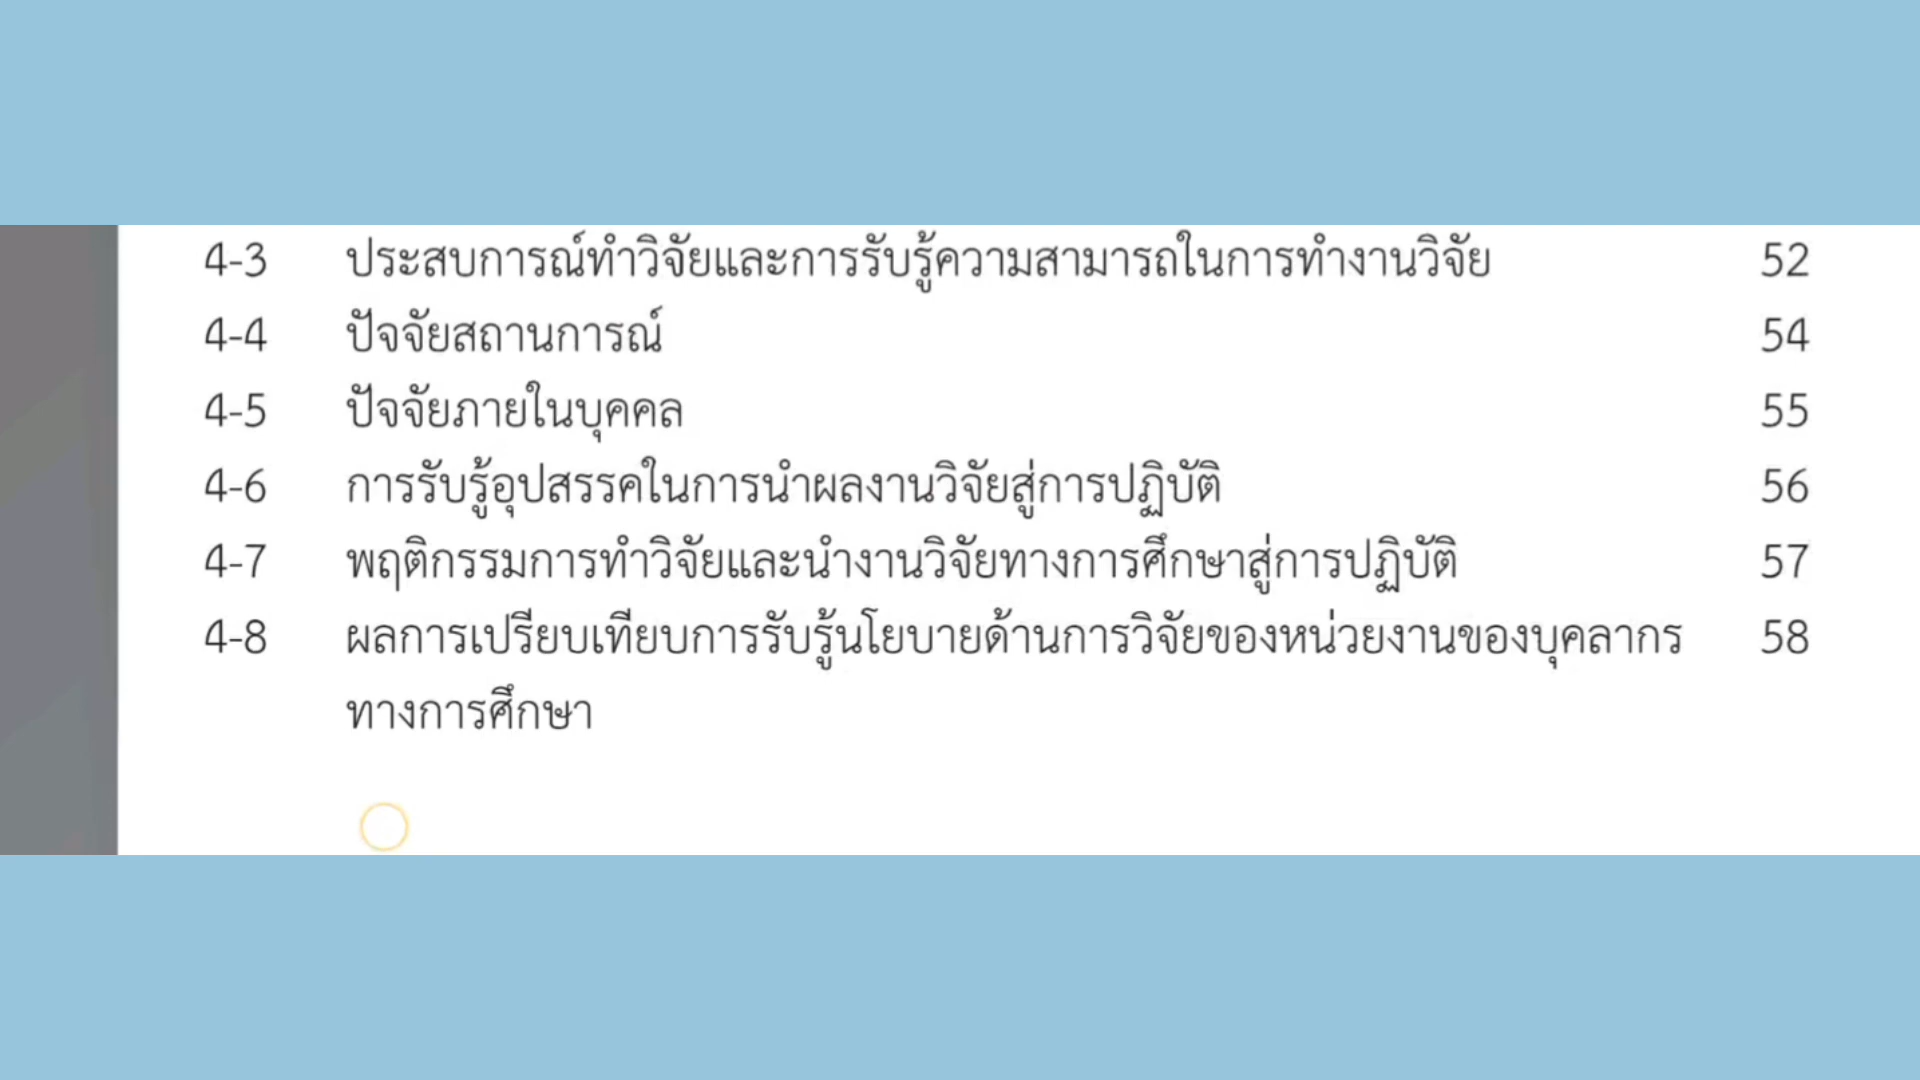 4-3 ประสบการณ์ทำวิจัยและการรับรู้ความสามารถในการทำงานวิจัย 52
4-4 ปัจจัยสถานการณ์ 54
4-5 ปัจจัยภายในบุคคล 55
4-6 การรับรู้อุปสรรคในการนำผลงานวิจัยสู่การปฏิบัติ 56
4-7 พฤติกรรมการทำวิจัยและนำงานวิจัยทางการศึกษาสู่การปฏิบัติ 57
4-8 ผลการเปรียบเทียบการรับรู้นโยบายด้านการวิจัยของหน่วยงานของบุคลากร 58
ทางการศึกษา